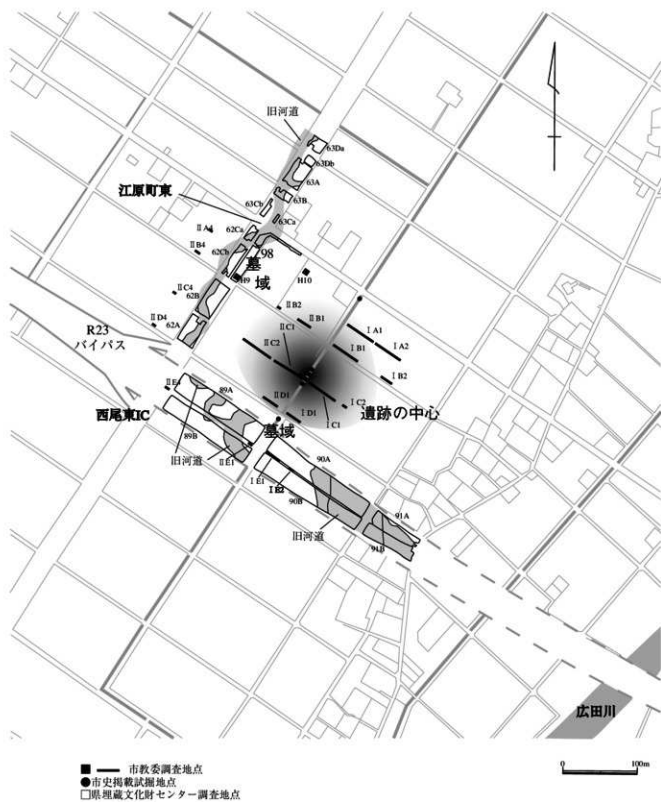 旧河道
63Da
63Db
63A
63Cb
63B
江原町東
63Ca
ⅡA4
62Ca
ⅡB4
98
62Cb
墓域
H9
H10
ⅡC4
62B
ⅡB2
ⅡB1
ⅡD4
62A
ⅡC1
ⅠA1
ⅡC2
ⅠB1
ⅠA2
R23
バイパス
ⅠB2
ⅡE4
89A
ⅡD1
ⅠC2
遺跡の中心
西尾東IC
墓域
ⅠD1
ⅠC1
89B
旧河道
ⅡE1
90A
ⅠE1
ⅠE2
90B
91A
旧河道
91B
広田川
市教委調査地点
市史掲載試掘地点
県埋蔵文化財センター調査地点
0 100m